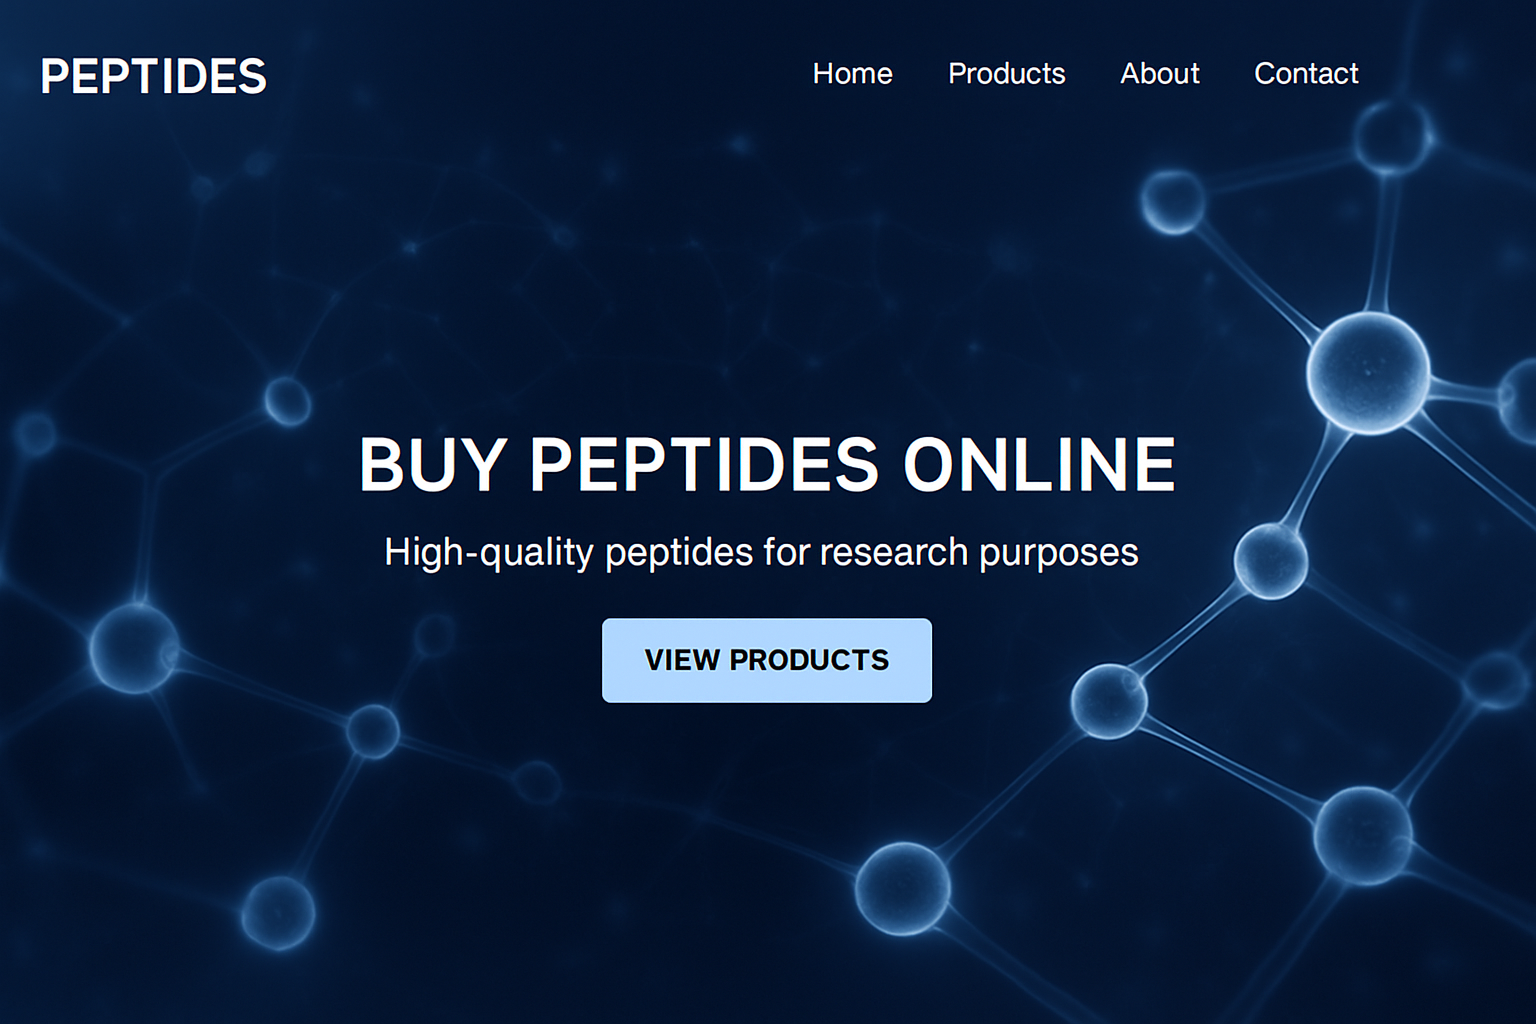 PEPTIDES
Home Products About Contact
BUY PEPTIDES ONLINE
High-quality peptides for research purposes
VIEW PRODUCTS